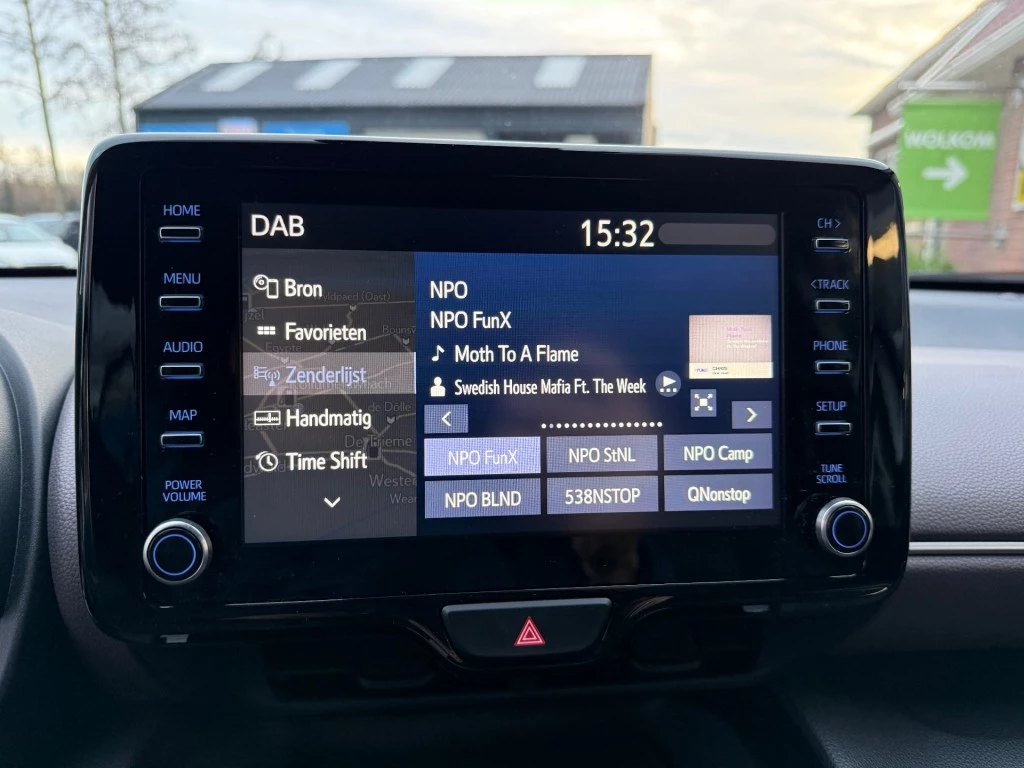 WOLKOM
HOME
MENU
AUDIO
MAP
POWER
VOLUME
DAB
15:32
Bron
Favorieten
Zenderlijst
Handmatig
Time Shift
NPO
NPO FunX
Moth To A Flame
Swedish House Mafia Ft. The Week
NPO FunX
NPO StNL
NPO Camp
NPO BLND
538NSTOP
QNonstop
CH >
< TRACK
PHONE
SETUP
TUNE
SCROLL